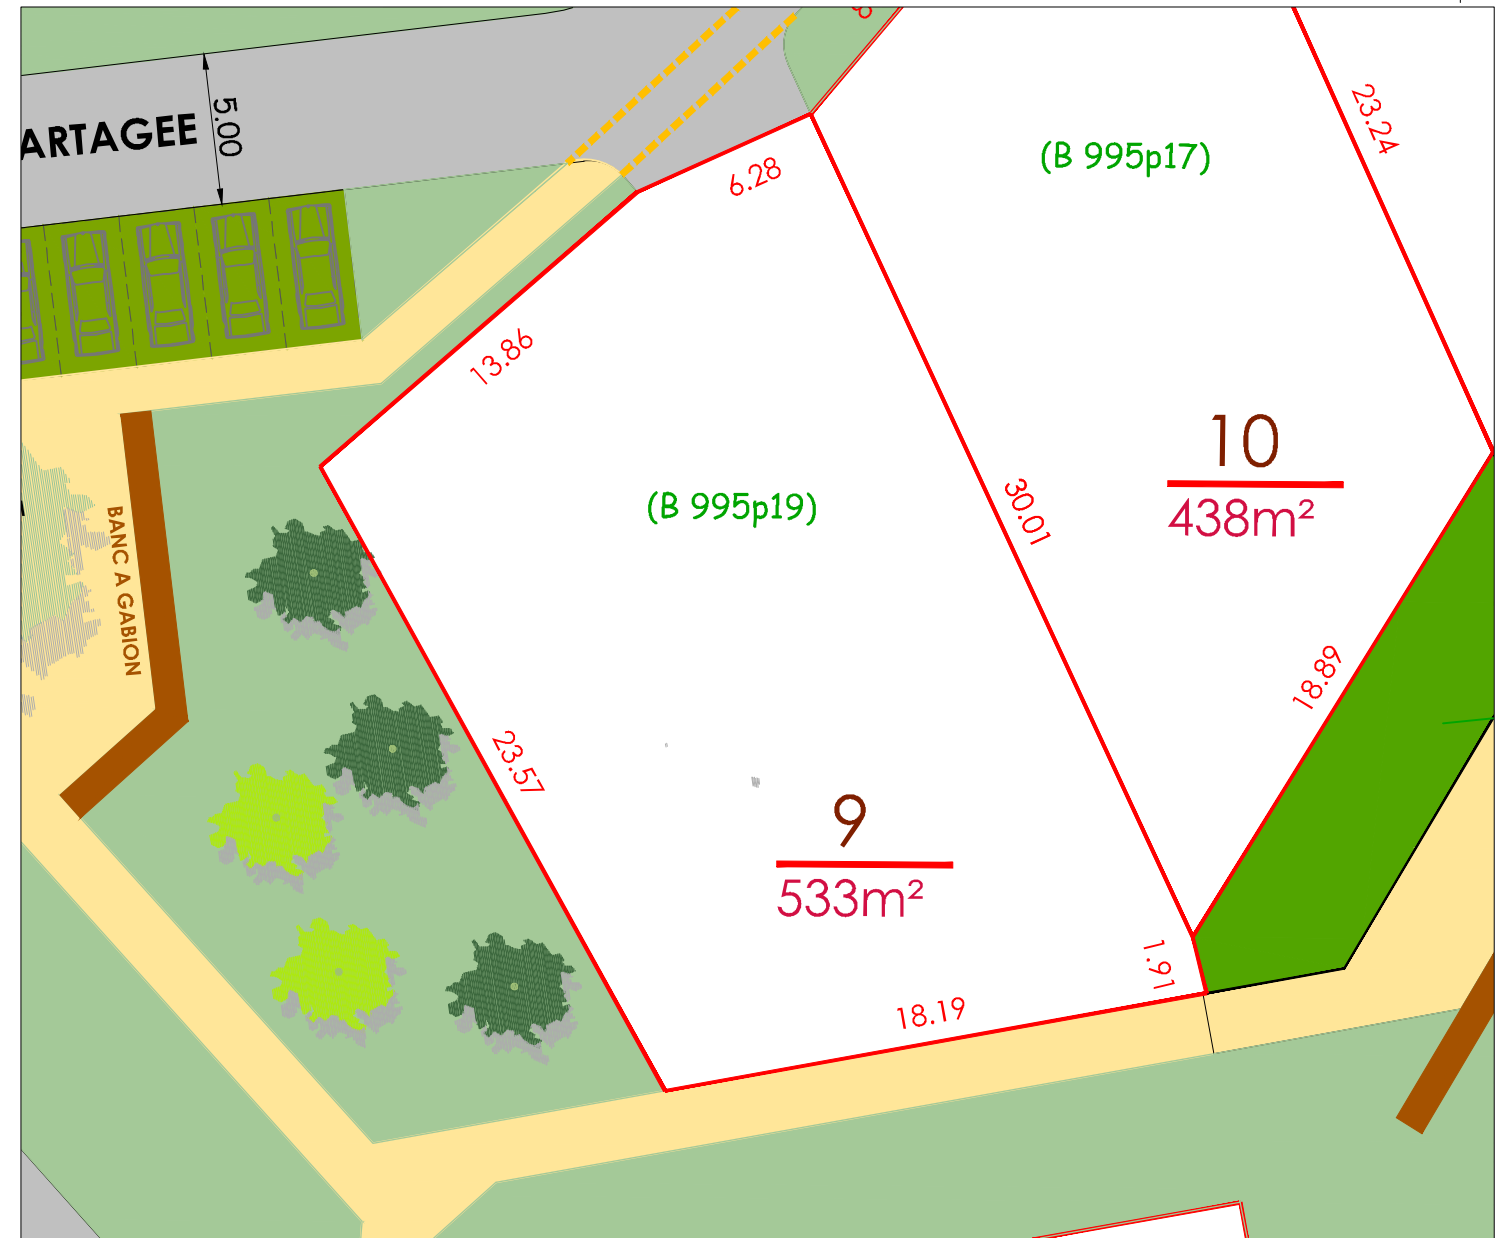 ARTAGEE
5.00
6.28
23.24
(B 995p17)
13.86
10
438m²
30.01
(B 995p19)
BANC A GABION
18.89
23.57
9
533m²
1.91
18.19